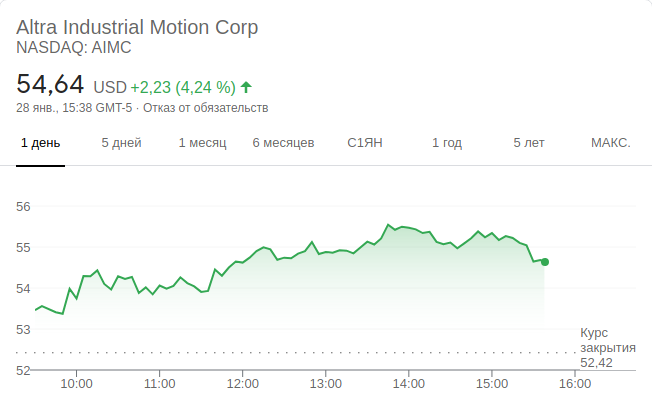 Altra Industrial Motion Corp
NASDAQ: AIMC
54,64 USD +2,23 (4,24 %)
28 янв., 15:38 GMT-5 · Отказ от обязательств
1 день 5 дней 1 месяц 6 месяцев С1ЯН 1 год 5 лет МАКС.
56
55
54
53
Курс
закрытия
52,42
52
10:00 11:00 12:00 13:00 14:00 15:00 16:00